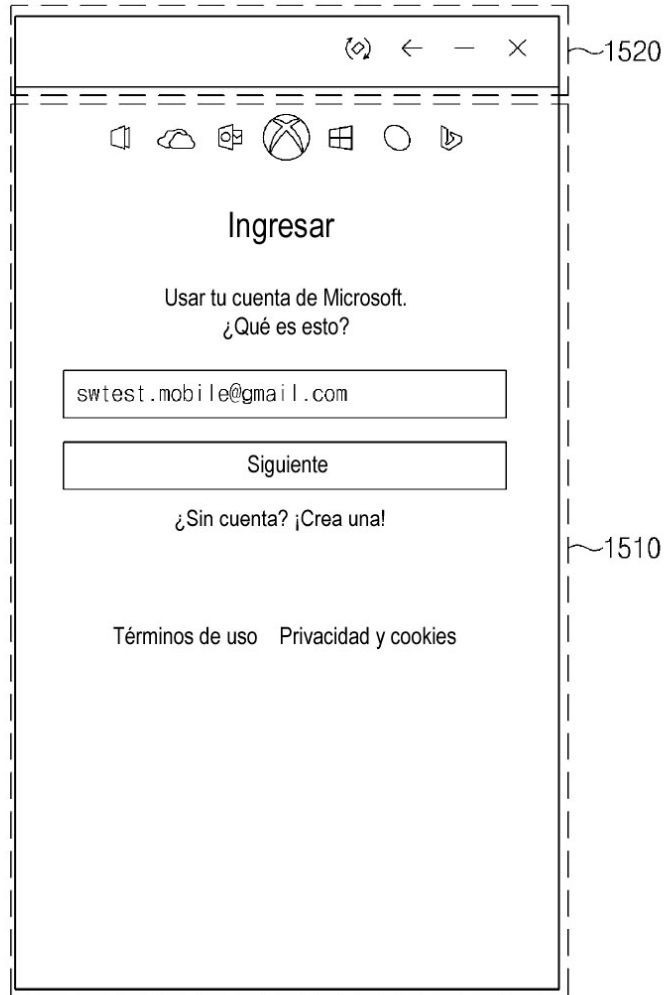 1520
Ingresar
Usar tu cuenta de Microsoft.
¿Qué es esto?
swtest.mobile@gmail.com
Siguiente
¿Sin cuenta? ¡Crea una!
1510
Términos de uso Privacidad y cookies